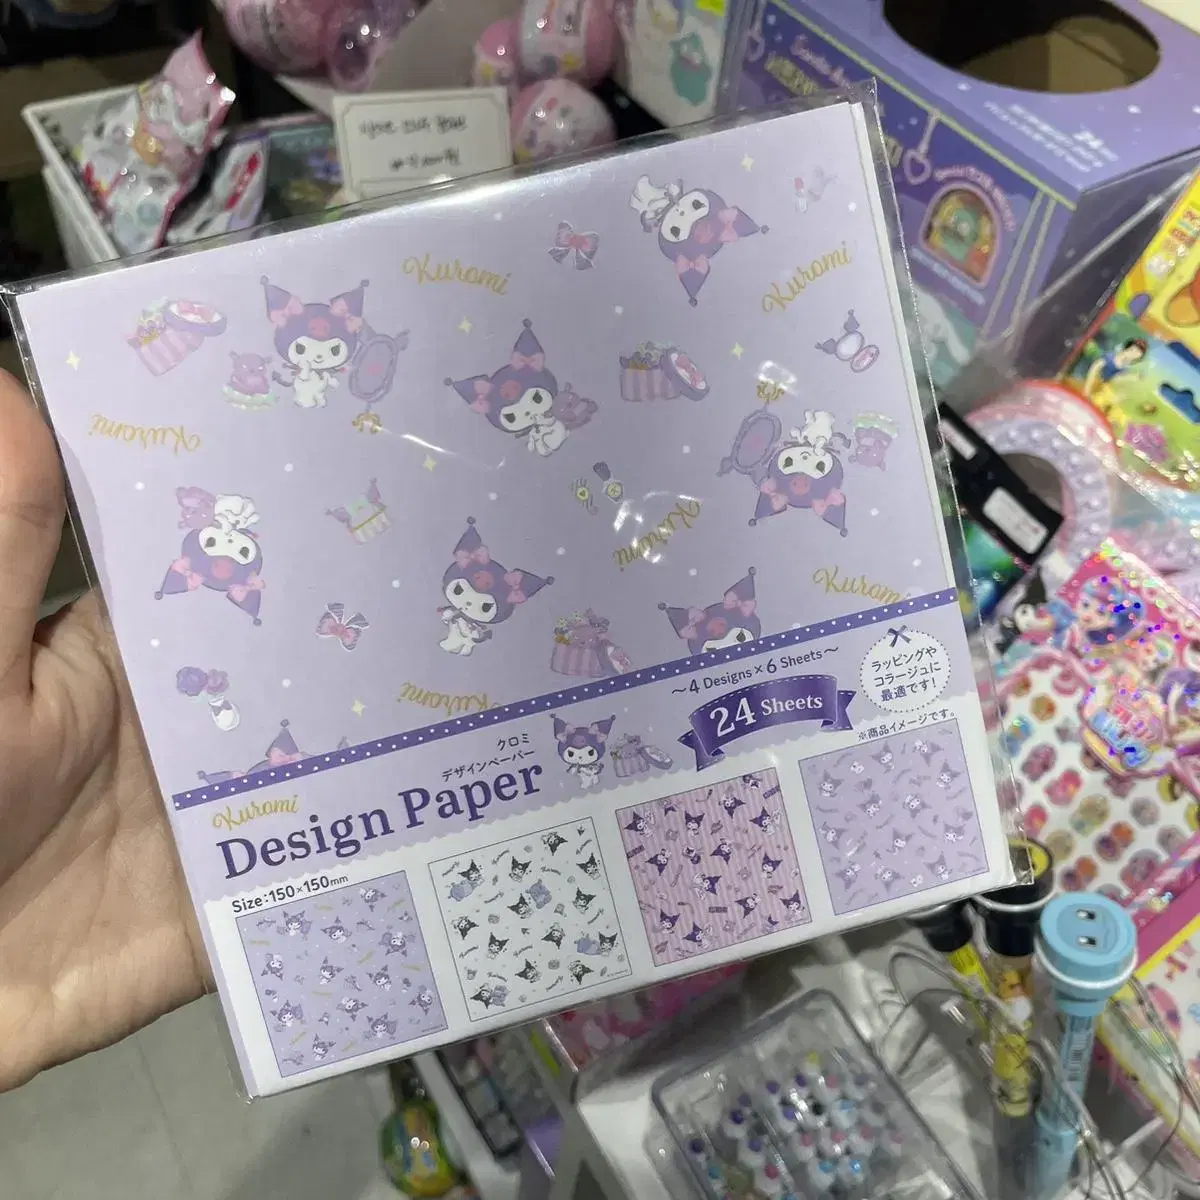 Kuromi
Kuromi
Kuromi
Kuromi
Kuromi
Kuromi
~4 Designs×6 Sheets~
24 Sheets
ラッピングや
コラージュに
最適です!
※商品イメージです。
クロミ
デザインペーパー
Kuromi
Design Paper
Size:150×150mm